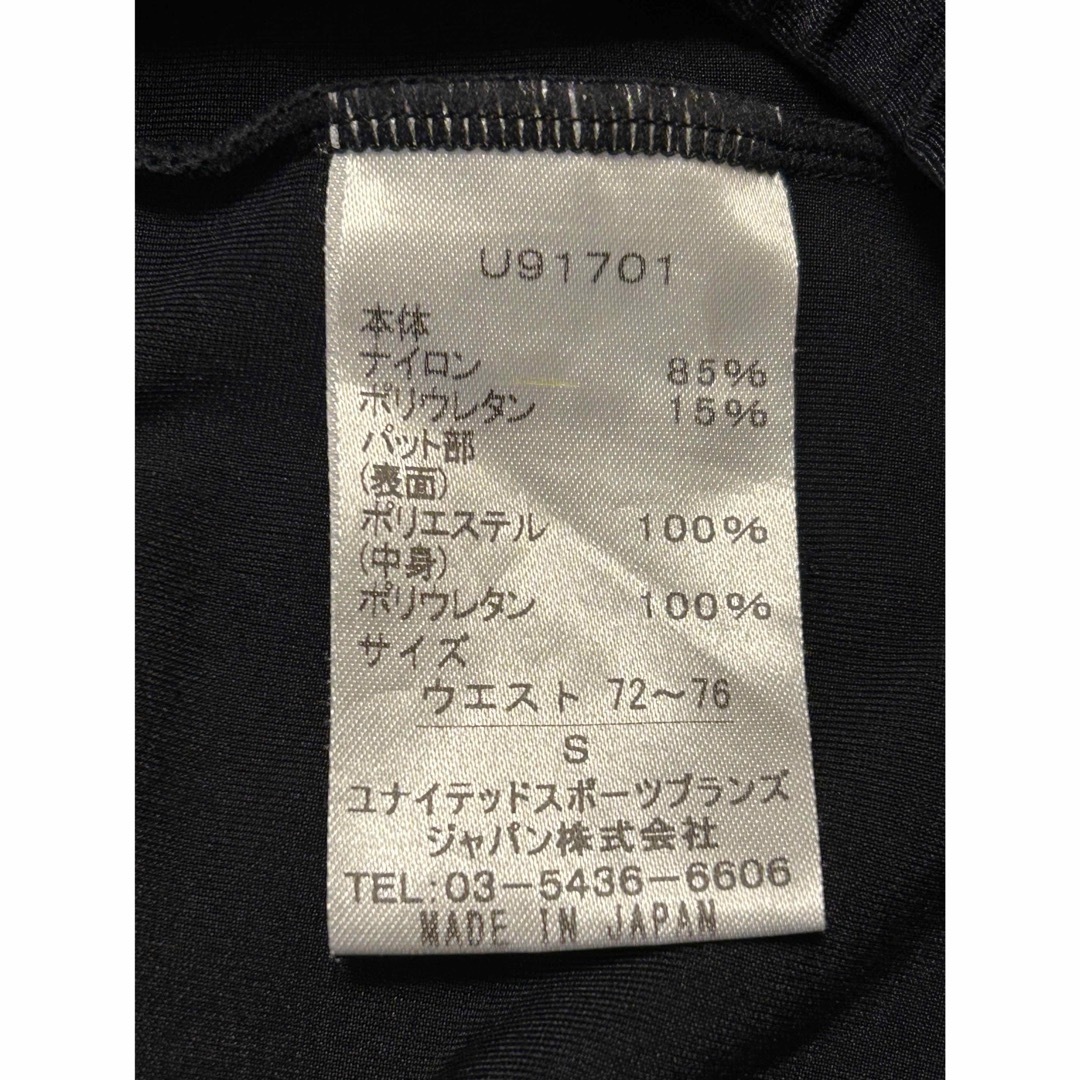 U91701
本体
ナイロン 85%
ポリウレタン 15%
パット部
(表面)
ポリエステル 100%
(中身)
ポリウレタン 100%
サイズ
ウエスト 72～76
S
ユナイテッドスポーツブランズ
ジャパン株式会社
TEL:03-5436-6606
MADE IN JAPAN